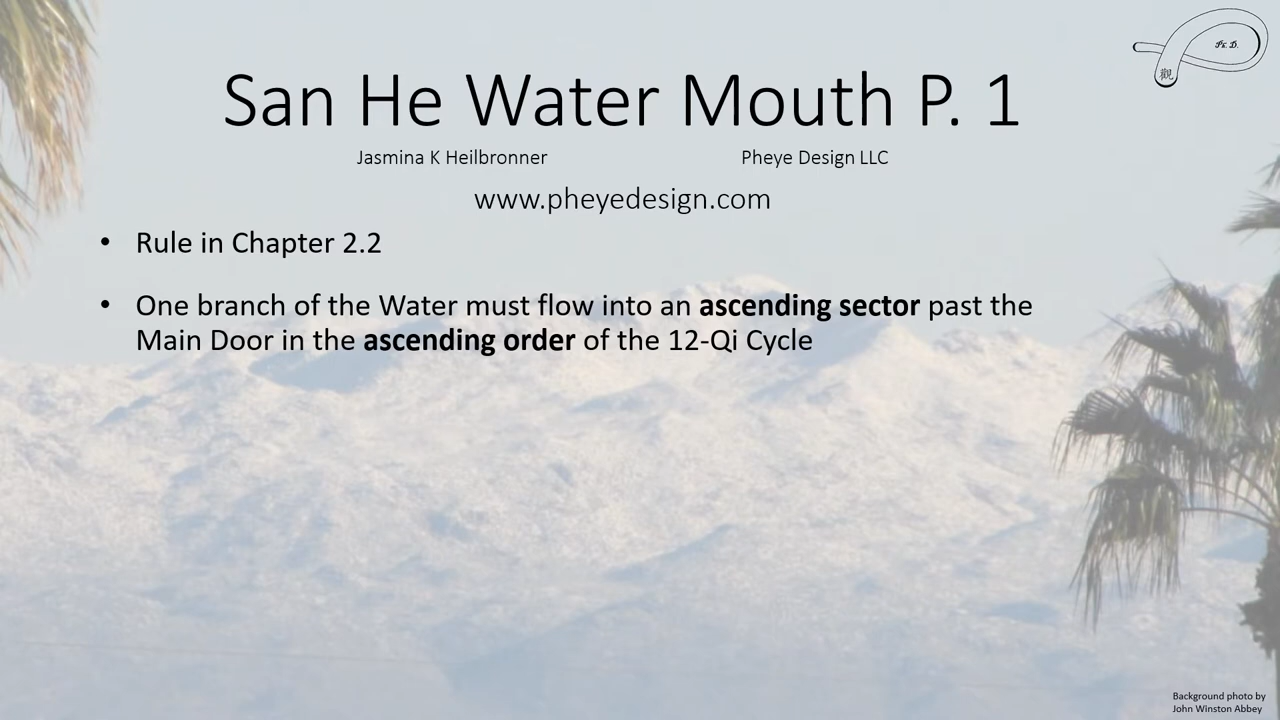 Ph. D.
觀
San He Water Mouth P. 1
Jasmina K Heilbronner Pheye Design LLC
www.pheyedesign.com
• Rule in Chapter 2.2
• One branch of the Water must flow into an ascending sector past the
Main Door in the ascending order of the 12-Qi Cycle
Background photo by
John Winston Abbey